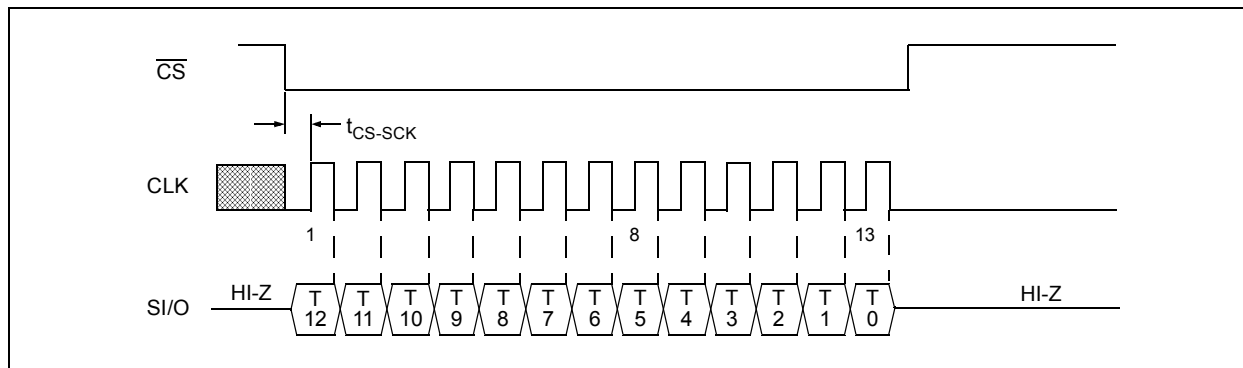 CS
tCS-SCK
CLK
1 8 13
HI-Z HI-Z
SI/O
T T T T T T T T T T T T T
12 11 10 9 8 7 6 5 4 3 2 1 0